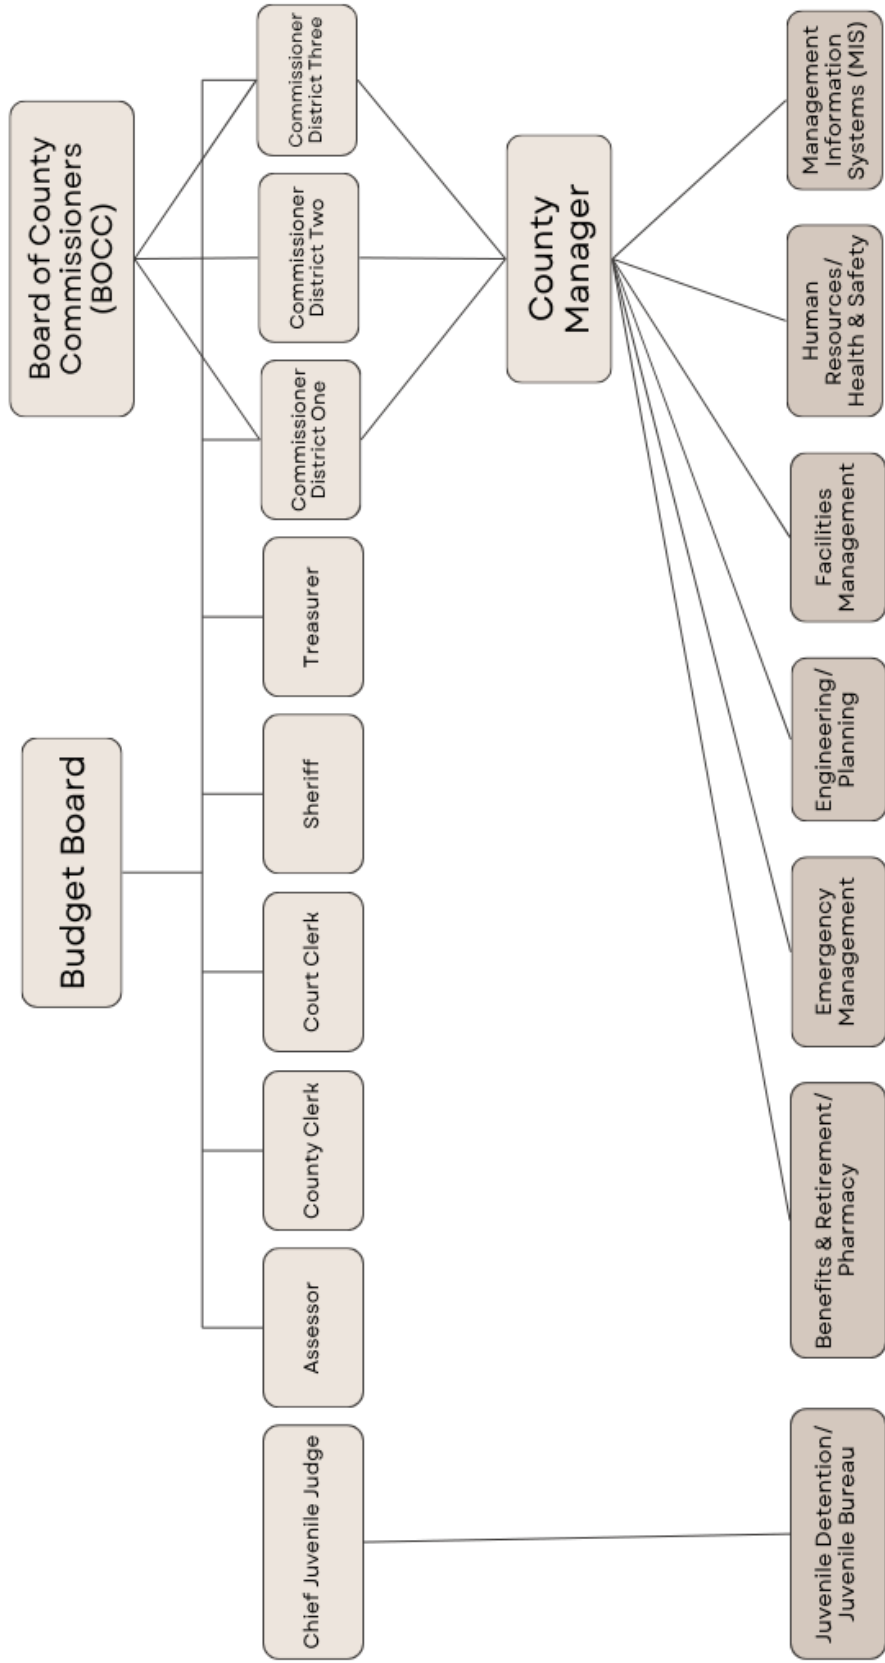 Budget Board
Board of County
Commissioners
(BOCC)
Chief Juvenile Judge
Assessor
County Clerk
Court Clerk
Sheriff
Treasurer
Commissioner
District One
Commissioner
District Two
Commissioner
District Three
County
Manager
Juvenile Detention/
Juvenile Bureau
Benefits & Retirement/
Pharmacy
Emergency
Management
Engineering/
Planning
Facilities
Management
Human
Resources/
Health & Safety
Management
Information
Systems (MIS)